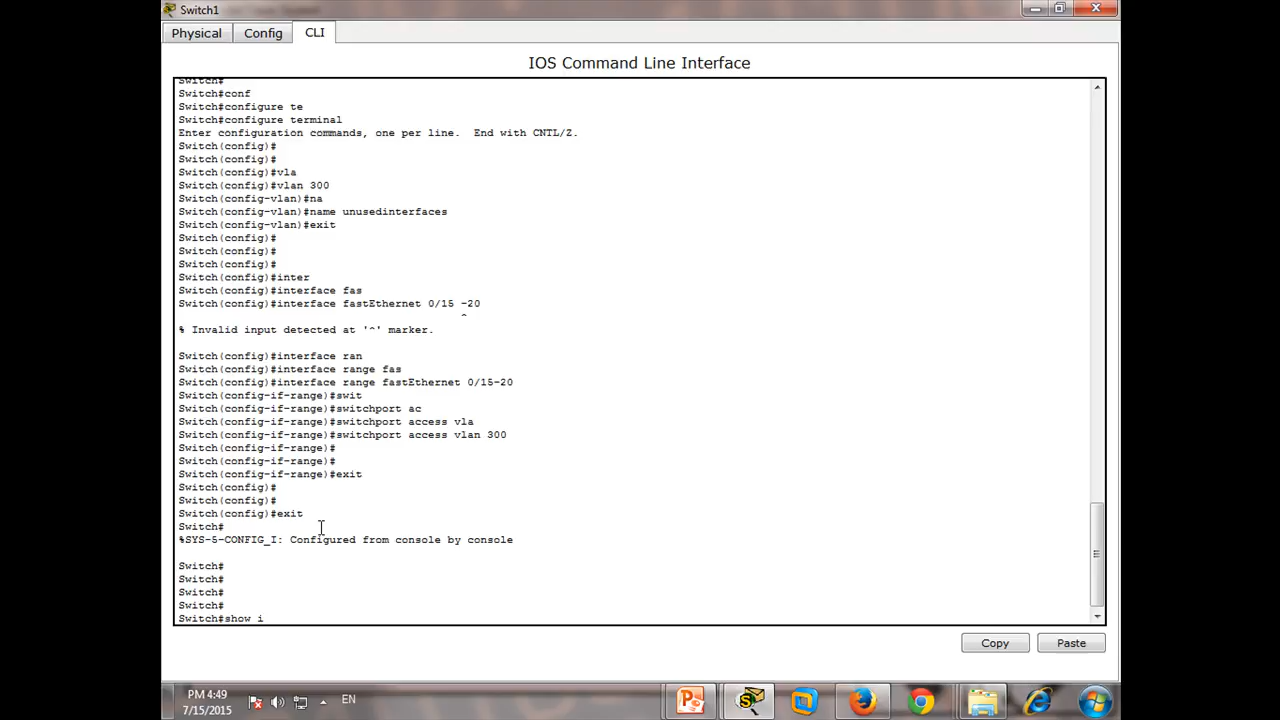 Switch1
Physical
Config
CLI
IOS Command Line Interface
Switch#
Switch#conf
Switch#configure te
Switch#configure terminal
Enter configuration commands, one per line.  End with CNTL/Z.
Switch(config)#
Switch(config)#
Switch(config)#vla
Switch(config)#vlan 300
Switch(config-vlan)#na
Switch(config-vlan)#name unusedinterfaces
Switch(config-vlan)#exit
Switch(config)#
Switch(config)#
Switch(config)#
Switch(config)#inter
Switch(config)#interface fas
Switch(config)#interface fastEthernet 0/15 -20
^
% Invalid input detected at '^' marker.
Switch(config)#interface ran
Switch(config)#interface range fas
Switch(config)#interface range fastEthernet 0/15-20
Switch(config-if-range)#swit
Switch(config-if-range)#switchport ac
Switch(config-if-range)#switchport access vla
Switch(config-if-range)#switchport access vlan 300
Switch(config-if-range)#
Switch(config-if-range)#
Switch(config-if-range)#exit
Switch(config)#
Switch(config)#
Switch(config)#exit
Switch#
%SYS-5-CONFIG_I: Configured from console by console
Switch#
Switch#
Switch#
Switch#
Switch#show i
Copy
Paste
PM 4:49
7/15/2015
EN